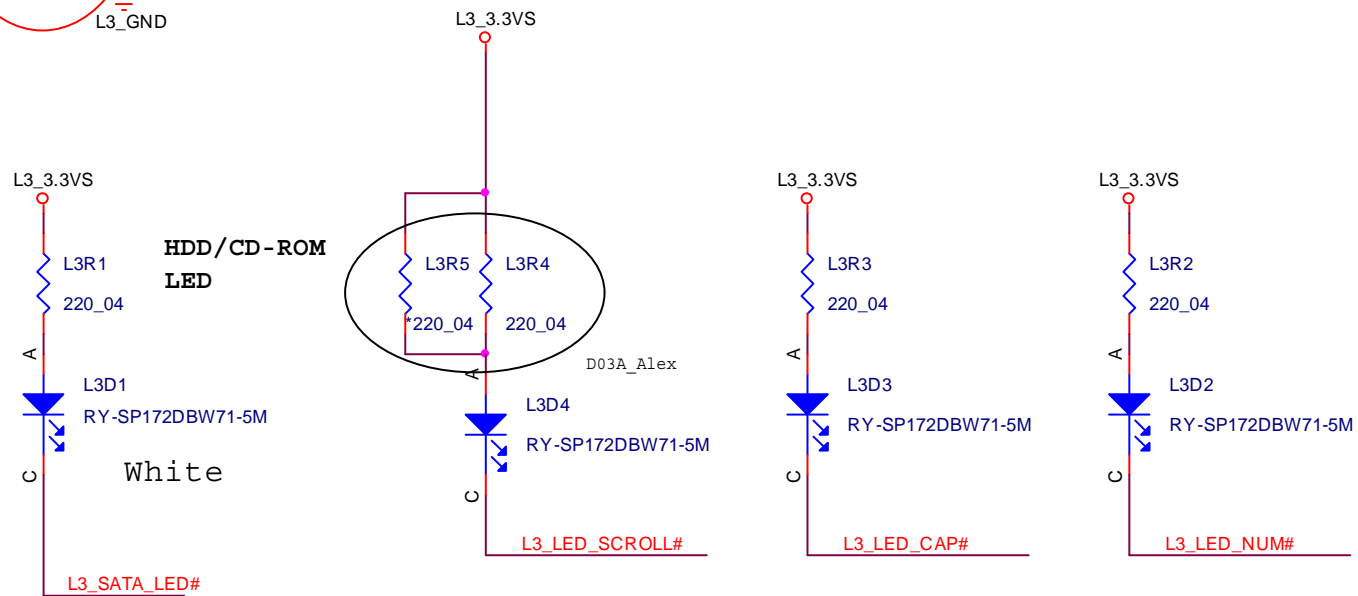 L3_GND
L3_3.3VS
L3_3.3VS
L3_3.3VS
L3_3.3VS
HDD/CD-ROM
LED
L3R1
220_04
L3R5
*220_04
L3R4
220_04
L3R3
220_04
L3R2
220_04
D03A_Alex
A
L3D1
RY-SP172DBW71-5M
C
White
A
L3D4
RY-SP172DBW71-5M
C
A
L3D3
RY-SP172DBW71-5M
C
A
L3D2
RY-SP172DBW71-5M
C
L3_LED_SCROLL#
L3_LED_CAP#
L3_LED_NUM#
L3_SATA_LED#